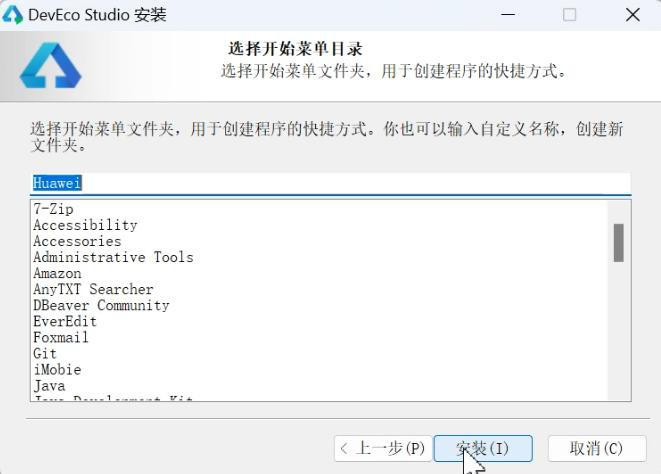 DevEco Studio 安装
选择开始菜单目录
选择开始菜单文件夹，用于创建程序的快捷方式。
选择开始菜单文件夹，用于创建程序的快捷方式。你也可以输入自定义名称，创建新
文件夹。
Huawei
7-Zip
Accessibility
Accessories
Administrative Tools
Amazon
AnyTXT Searcher
DBeaver Community
EverEdit
Foxmail
Git
iMobie
Java
Java Development Kit
< 上一步(P)
安装(I)
取消(C)